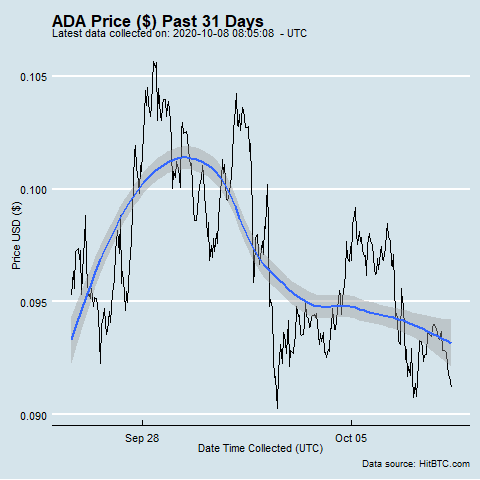 ADA Price ($) Past 31 Days
Latest data collected on: 2020-10-08 08:05:08  - UTC
0.105
0.100
0.095
0.090
Price USD ($)
Sep 28
Oct 05
Date Time Collected (UTC)
Data source: HitBTC.com